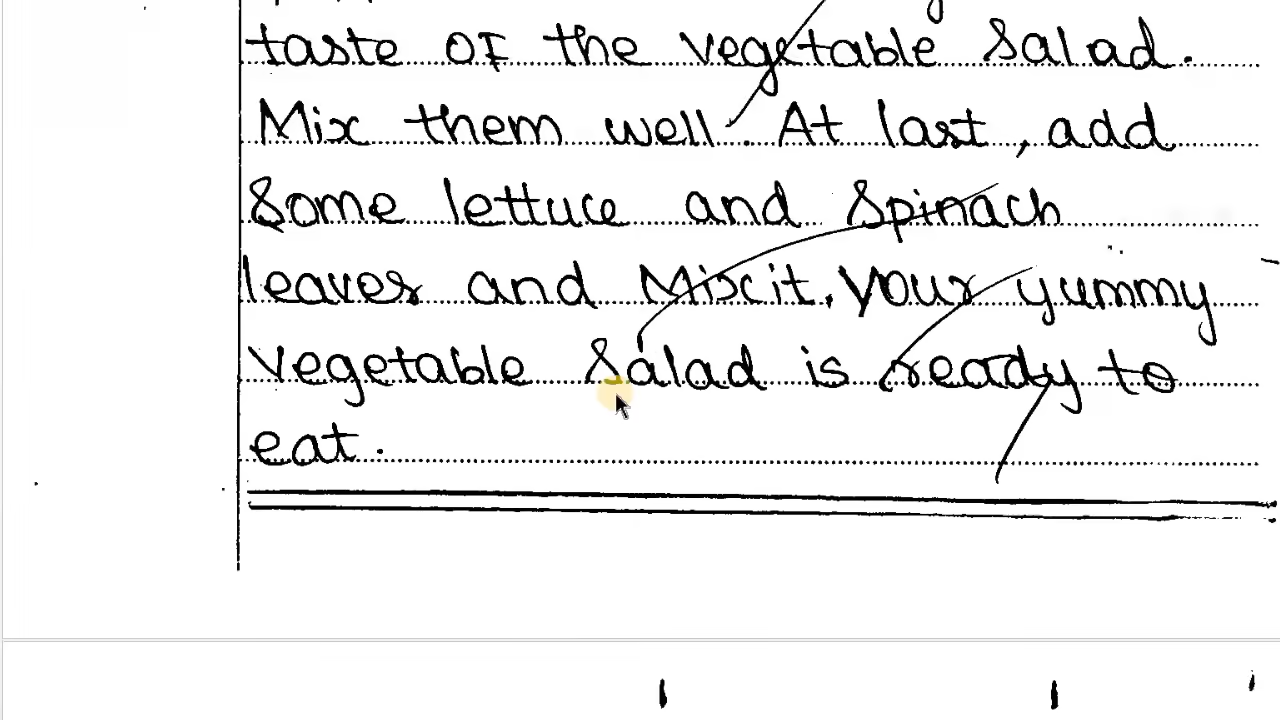 taste of the vegetable salad.
Mix them well. At last, add
Some lettuce and Spinach
leaves and Mix it. Your yummy
vegetable Salad is ready to
eat.